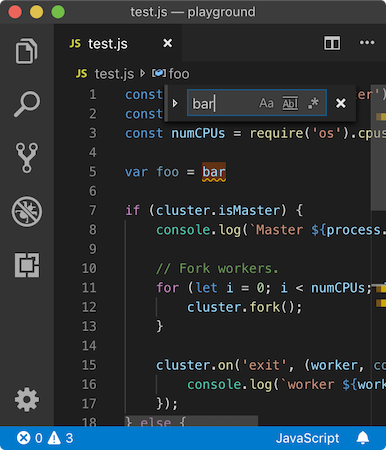 test.js — playground
JS test.js
JS test.js foo
bar Aa Abl .*
1 const er')
2 const
3 const numCPUs = require('os').cpus
4
5 var foo = bar
6
7 if (cluster.isMaster) {
8 console.log(`Master ${process.
9
10 // Fork workers.
11 for (let i = 0; i < numCPUs;
12 cluster.fork();
13 }
14
15 cluster.on('exit', (worker, co
16 console.log(`worker ${work
17 });
18 } else {
0 3 JavaScript